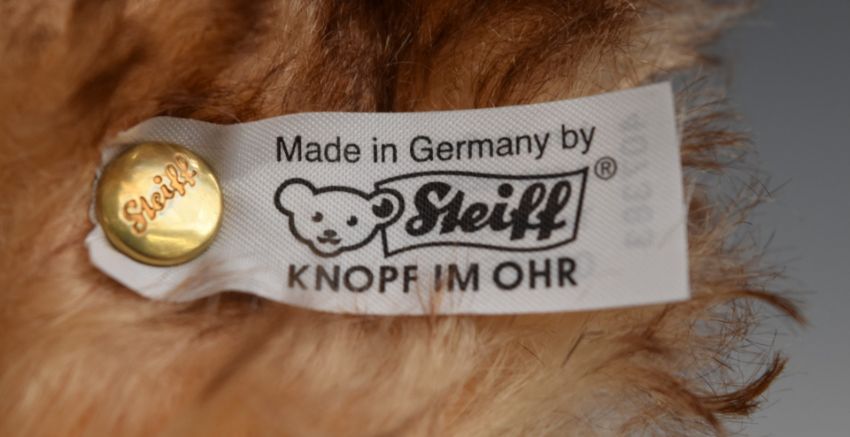 Steiff
Made in Germany by
Steiff®
KNOPF IM OHR